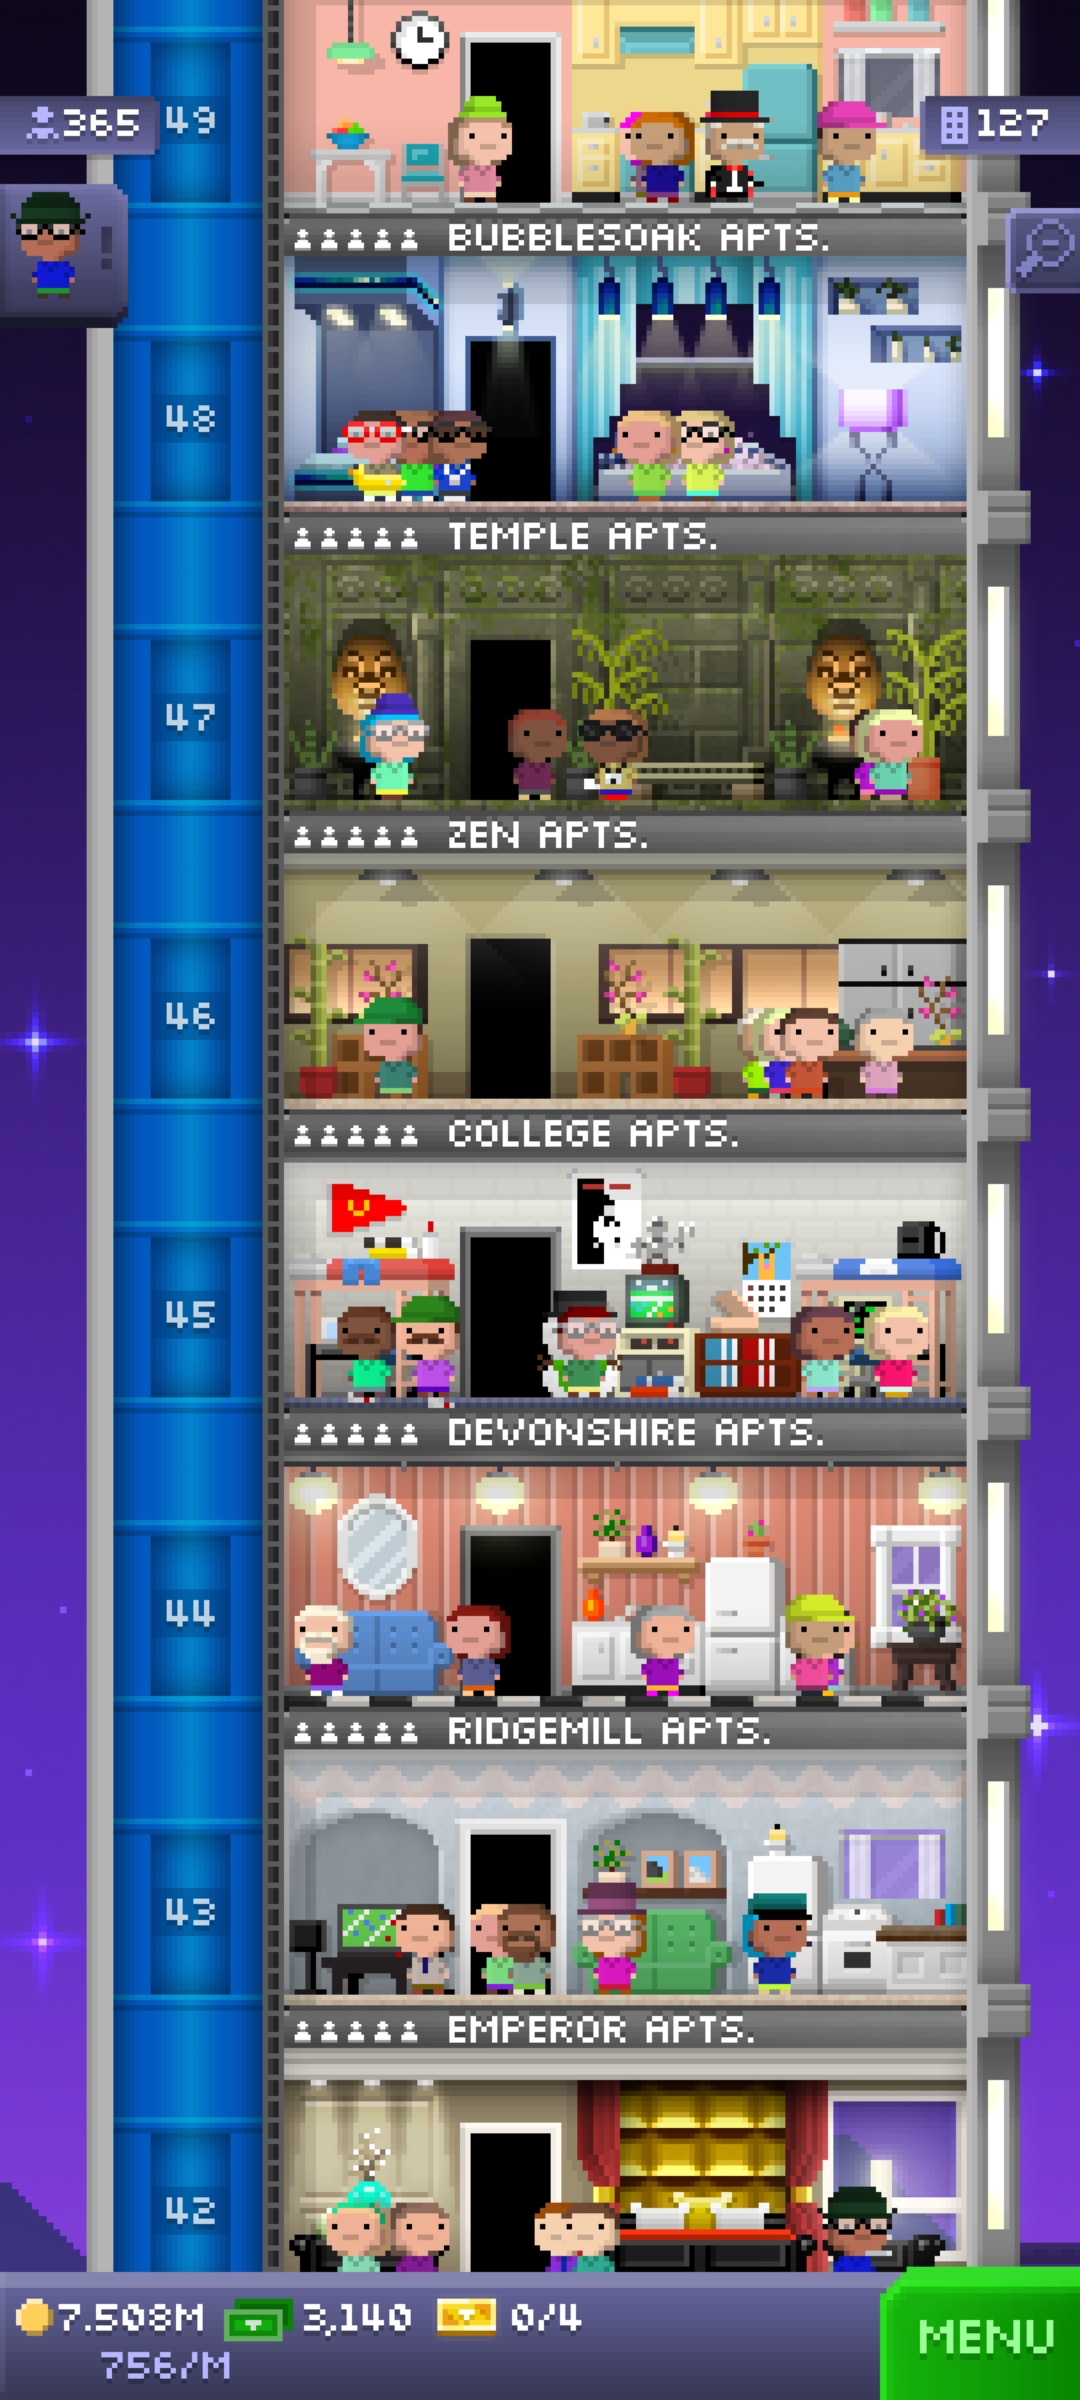 49
365
127
BUBBLESOAK APTS.
48
TEMPLE APTS.
47
ZEN APTS.
46
COLLEGE APTS.
45
DEVONSHIRE APTS.
44
RIDGEMILL APTS.
43
EMPEROR APTS.
42
7.508M 3,140 0/4
756/M
MENU